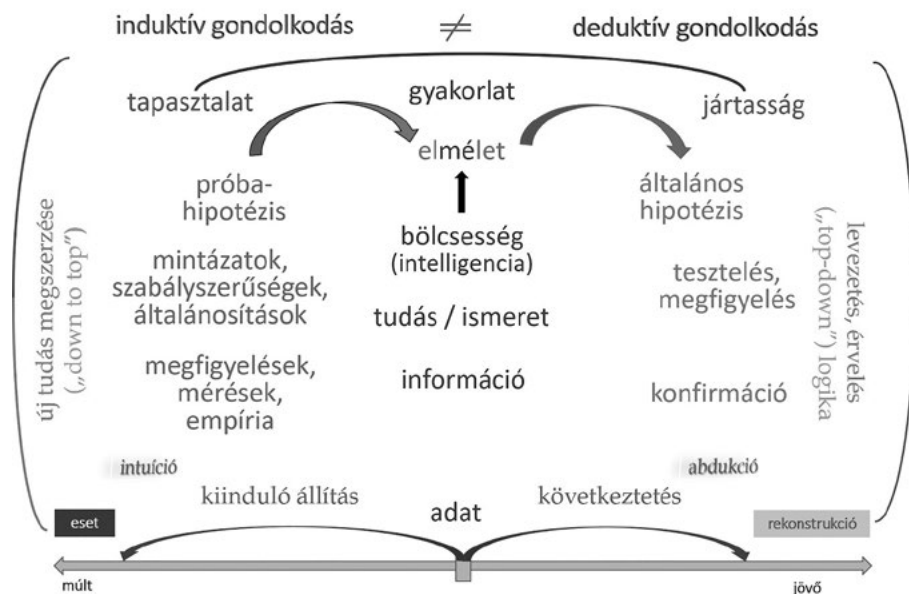 induktív gondolkodás ≠ deduktív gondolkodás
tapasztalat
gyakorlat
jártasság
elmélet
új tudás megszerzése
(„down to top”)
próba-
hipotézis
mintázatok,
szabályszerűségek,
általánosítások
megfigyelések,
mérések,
empíria
intuíció
bölcsesség
(intelligencia)
tudás / ismeret
információ
általános
hipotézis
tesztelés,
megfigyelés
konfirmáció
abdukció
levezetés, érvelés
(„top-down”) logika
kiinduló állítás
adat
következtetés
eset
rekonstrukció
múlt
jövő